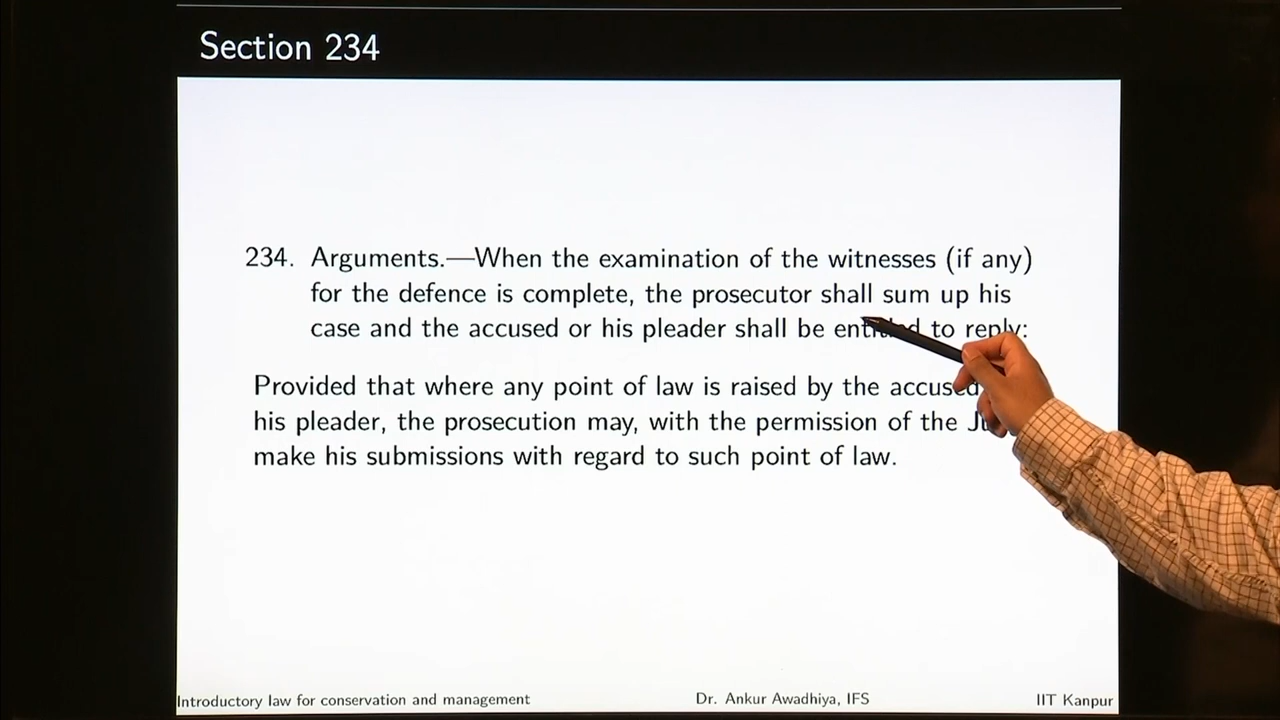 Section 234
234. Arguments.—When the examination of the witnesses (if any)
for the defence is complete, the prosecutor shall sum up his
case and the accused or his pleader shall be entitled to reply:
Provided that where any point of law is raised by the accused
his pleader, the prosecution may, with the permission of the
make his submissions with regard to such point of law.
Introductory law for conservation and management Dr. Ankur Awadhiya, IFS IIT Kanpur